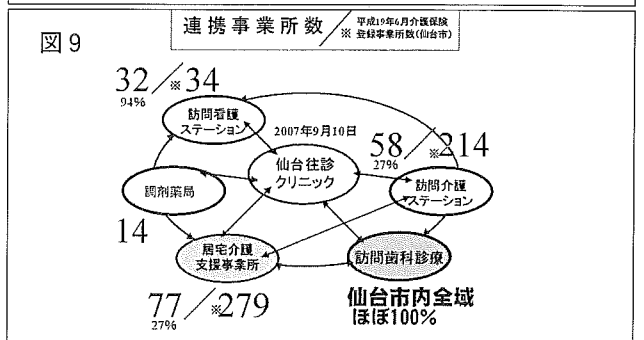 図9
連携事業所数／平成19年6月介護保険
※ 登録事業所数(仙台市)
32／※34
94%
訪問看護
ステーション
2007年9月10日
58／※214
27%
仙台往診
クリニック
調剤薬局
訪問介護
ステーション
14
居宅介護
支援事業所
訪問歯科診療
77／※279
27%
仙台市内全域
ほぼ100%